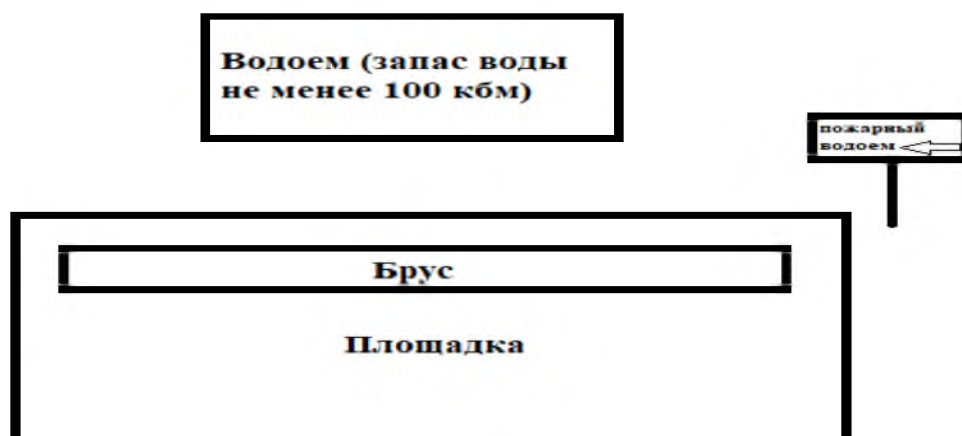 Водоем (запас воды
не менее 100 кбм)
пожарный
водоем
Брус
Площадка